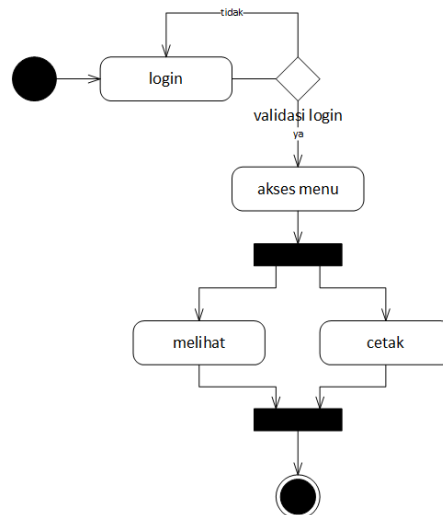 tidak
login
validasi login
ya
akses menu
melihat
cetak